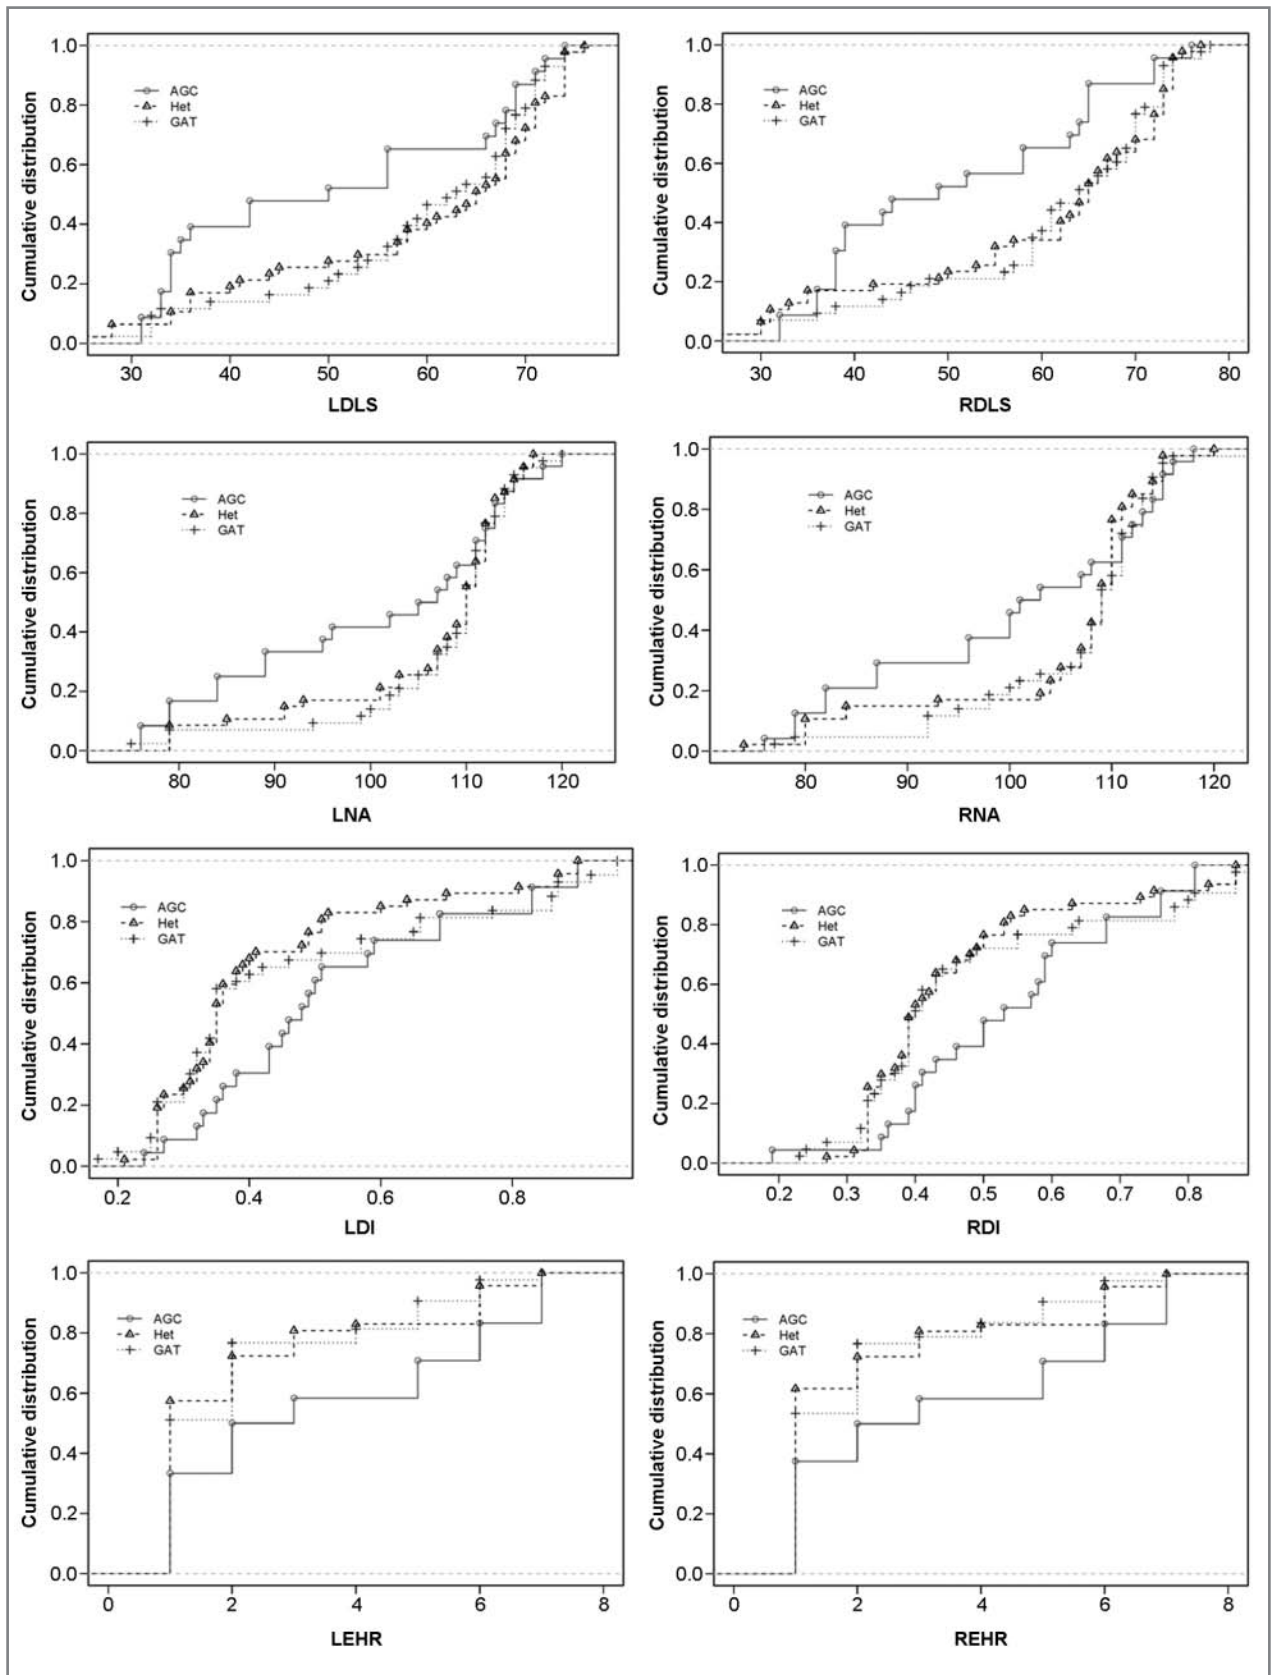 Cumulative distribution
1.0
0.8
0.6
0.4
0.2
0.0
AGC
Het
GAT
30 40 50 60 70
LDLS
Cumulative distribution
1.0
0.8
0.6
0.4
0.2
0.0
AGC
Het
GAT
30 40 50 60 70 80
RDLS
Cumulative distribution
1.0
0.8
0.6
0.4
0.2
0.0
AGC
Het
GAT
80 90 100 110 120
LNA
Cumulative distribution
1.0
0.8
0.6
0.4
0.2
0.0
AGC
Het
GAT
80 90 100 110 120
RNA
Cumulative distribution
1.0
0.8
0.6
0.4
0.2
0.0
AGC
Het
GAT
0.2 0.4 0.6 0.8
LDI
Cumulative distribution
1.0
0.8
0.6
0.4
0.2
0.0
AGC
Het
GAT
0.2 0.3 0.4 0.5 0.6 0.7 0.8
RDI
Cumulative distribution
1.0
0.8
0.6
0.4
0.2
0.0
AGC
Het
GAT
0 2 4 6 8
LEHR
Cumulative distribution
1.0
0.8
0.6
0.4
0.2
0.0
AGC
Het
GAT
0 2 4 6 8
REHR